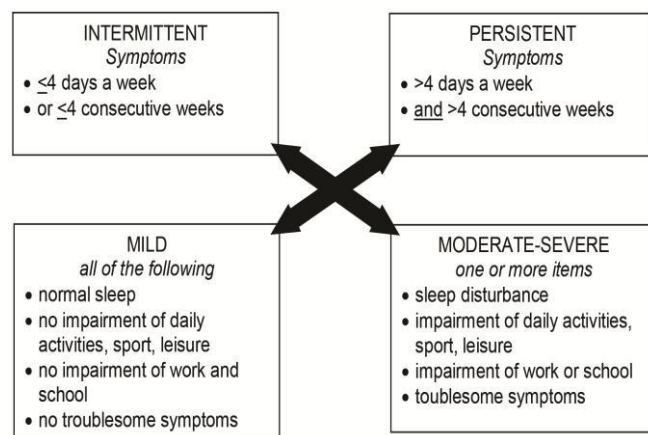 INTERMITTENT
Symptoms
• ≤4 days a week
• or ≤4 consecutive weeks
PERSISTENT
Symptoms
• >4 days a week
• and >4 consecutive weeks
MILD
all of the following
• normal sleep
• no impairment of daily
activities, sport, leisure
• no impairment of work and
school
• no troublesome symptoms
MODERATE-SEVERE
one or more items
• sleep disturbance
• impairment of daily activities,
sport, leisure
• impairment of work or school
• toublesome symptoms